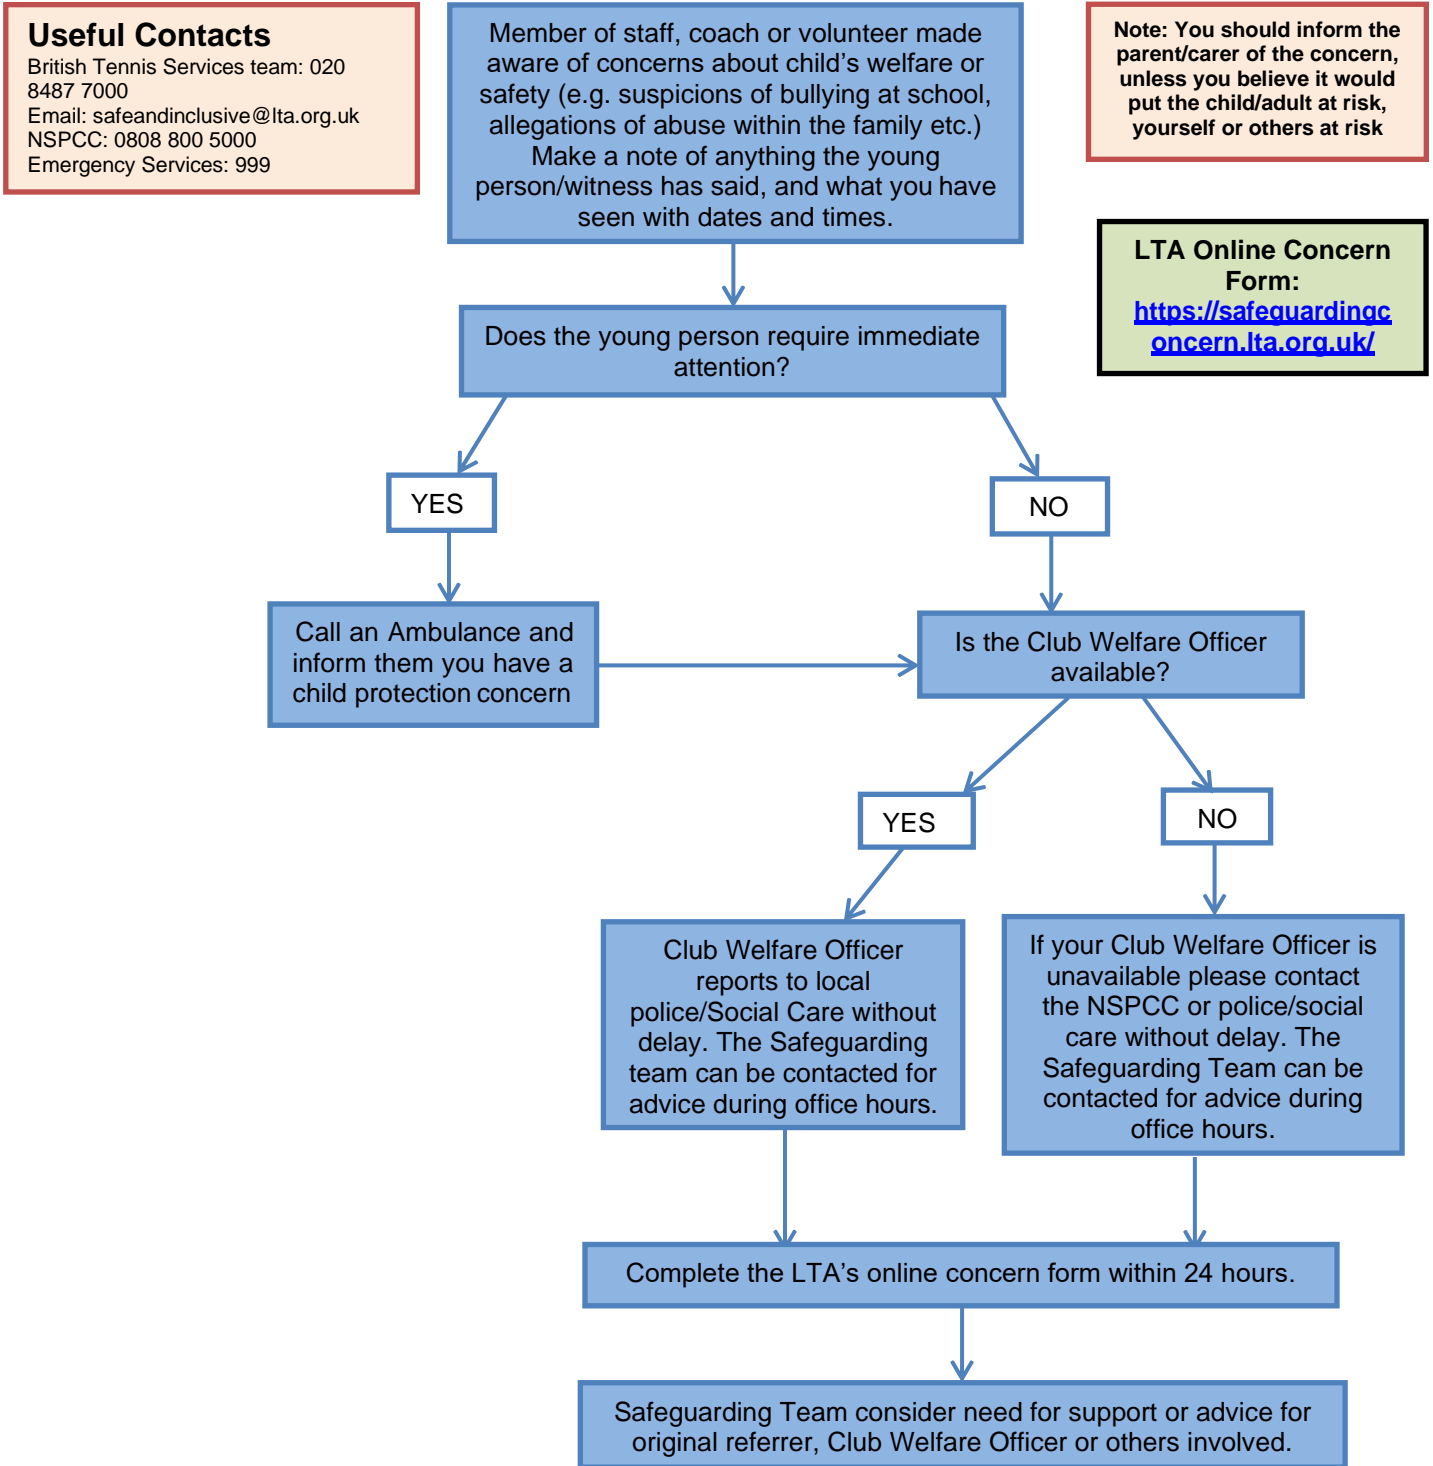 Useful Contacts
British Tennis Services team: 020
8487 7000
Email: safeandinclusive@lta.org.uk
NSPCC: 0808 800 5000
Emergency Services: 999
Member of staff, coach or volunteer made
aware of concerns about child’s welfare or
safety (e.g. suspicions of bullying at school,
allegations of abuse within the family etc.)
Make a note of anything the young
person/witness has said, and what you have
seen with dates and times.
Note: You should inform the
parent/carer of the concern,
unless you believe it would
put the child/adult at risk,
yourself or others at risk
LTA Online Concern
Form:
https://safeguardingc
oncern.lta.org.uk/
Does the young person require immediate
attention?
YES
NO
Call an Ambulance and
inform them you have a
child protection concern
Is the Club Welfare Officer
available?
YES
NO
Club Welfare Officer
reports to local
police/Social Care without
delay. The Safeguarding
team can be contacted for
advice during office hours.
If your Club Welfare Officer is
unavailable please contact
the NSPCC or police/social
care without delay. The
Safeguarding Team can be
contacted for advice during
office hours.
Complete the LTA’s online concern form within 24 hours.
Safeguarding Team consider need for support or advice for
original referrer, Club Welfare Officer or others involved.